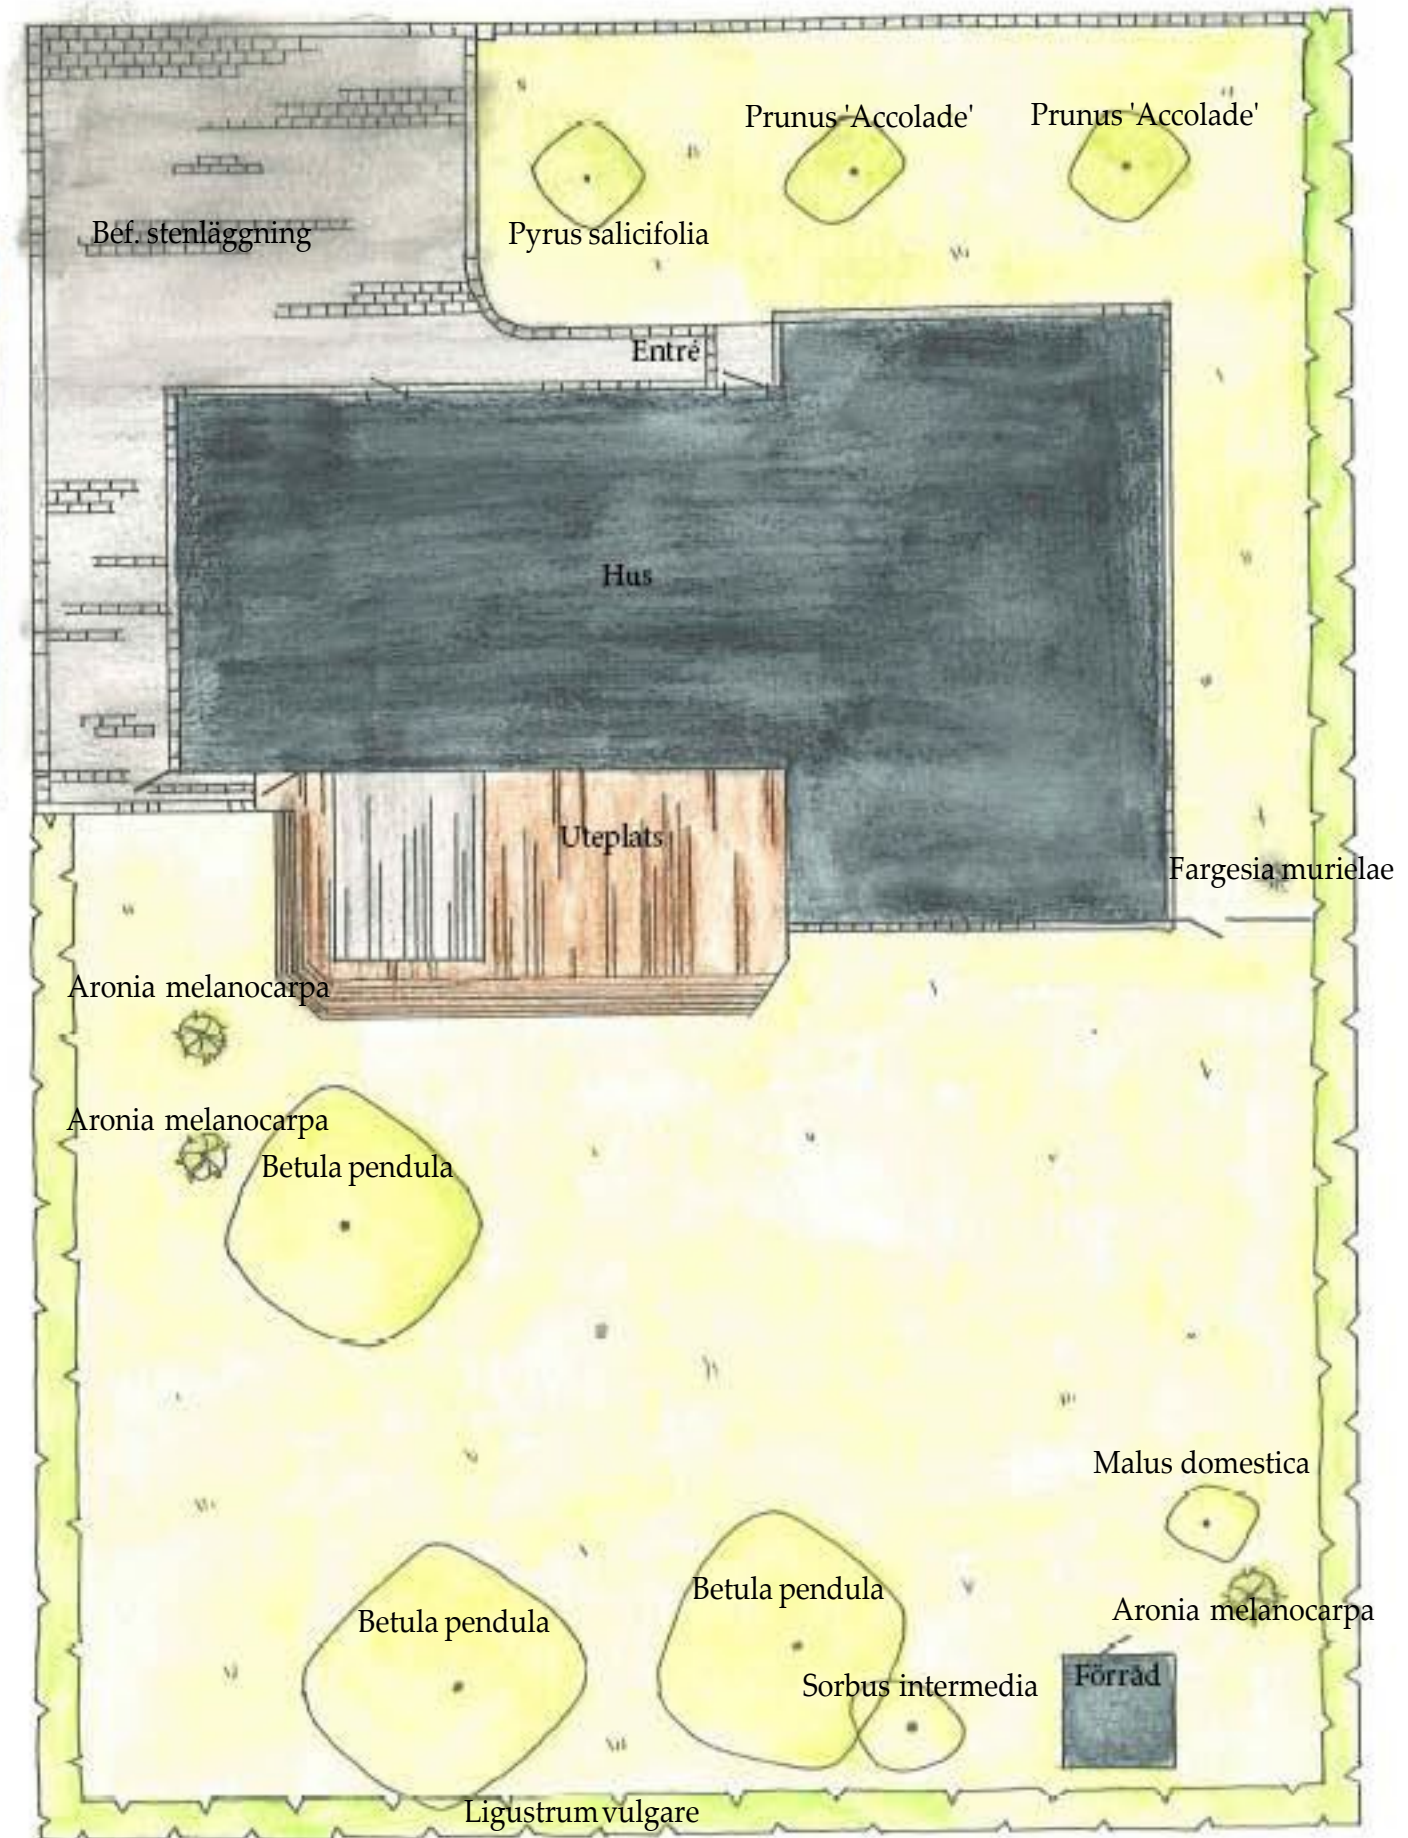 Prunus 'Accolade'
Prunus 'Accolade'
Bef. stenläggning
Pyrus salicifolia
Entré
Hus
Uteplats
Fargesia murielae
Aronia melanocarpa
Aronia melanocarpa
Betula pendula
Malus domestica
Betula pendula
Aronia melanocarpa
Betula pendula
Förråd
Sorbus intermedia
Ligustrum vulgare